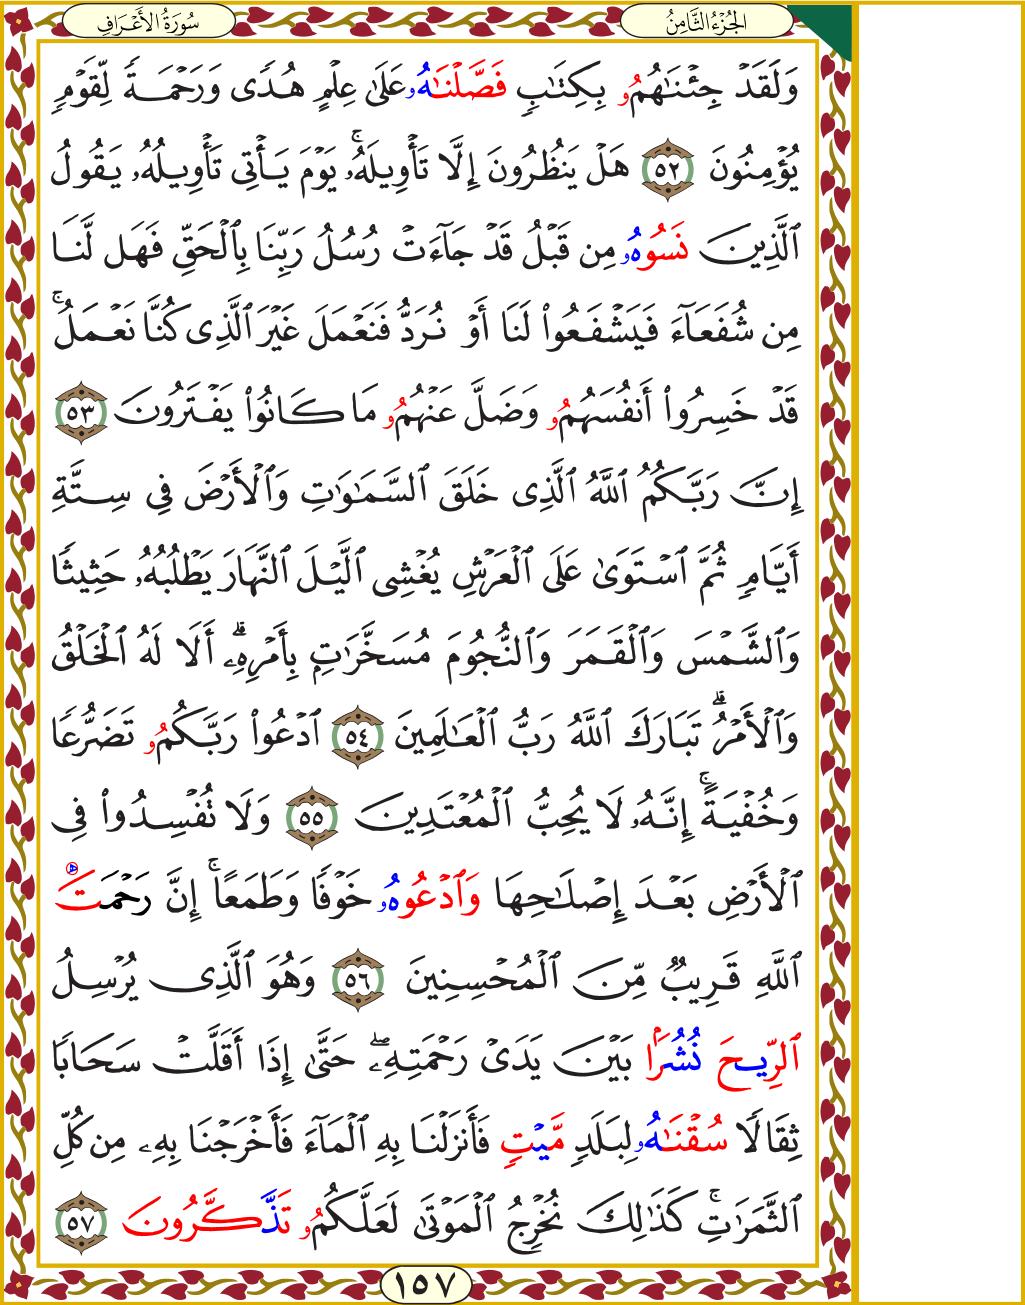 الجُزْءُ الثَّامِنُ
سُورَةُ الأَعْرَافِ
وَلَقَدۡ جِئۡنَٰهُمُۥ بِكِتَٰبٖ فَصَّلۡنَٰهُۥ عَلَىٰ عِلۡمٍ هُدٗى وَرَحۡمَةٗ لِّقَوۡمٖ
يُؤۡمِنُونَ ٥٢ هَلۡ يَنظُرُونَ إِلَّا تَأۡوِيلَهُۥۚ يَوۡمَ يَأۡتِي تَأۡوِيلُهُۥ يَقُولُ
ٱلَّذِينَ نَسُوهُۥ مِن قَبۡلُ قَدۡ جَآءَتۡ رُسُلُ رَبِّنَا بِٱلۡحَقِّ فَهَل لَّنَا
مِن شُفَعَآءَ فَيَشۡفَعُواْ لَنَآ أَوۡ نُرَدُّ فَنَعۡمَلَ غَيۡرَ ٱلَّذِي كُنَّا نَعۡمَلُۚ
قَدۡ خَسِرُوٓاْ أَنفُسَهُمُۥ وَضَلَّ عَنۡهُمُۥ مَا كَانُواْ يَفۡتَرُونَ ٥٣
إِنَّ رَبَّكُمُ ٱللَّهُ ٱلَّذِي خَلَقَ ٱلسَّمَٰوَٰتِ وَٱلۡأَرۡضَ فِي سِتَّةِ
أَيَّامٖ ثُمَّ ٱسۡتَوَىٰ عَلَى ٱلۡعَرۡشِ يُغۡشِي ٱلَّيۡلَ ٱلنَّهَارَ يَطۡلُبُهُۥ حَثِيثٗا
وَٱلشَّمۡسَ وَٱلۡقَمَرَ وَٱلنُّجُومَ مُسَخَّرَٰتِۭ بِأَمۡرِهِۦٓۗ أَلَا لَهُ ٱلۡخَلۡقُ
وَٱلۡأَمۡرُۗ تَبَارَكَ ٱللَّهُ رَبُّ ٱلۡعَٰلَمِينَ ٥٤ ٱدۡعُواْ رَبَّكُمُۥ تَضَرُّعٗا
وَخُفۡيَةًۚ إِنَّهُۥ لَا يُحِبُّ ٱلۡمُعۡتَدِينَ ٥٥ وَلَا تُفۡسِدُواْ فِي
ٱلۡأَرۡضِ بَعۡدَ إِصۡلَٰحِهَا وَٱدۡعُوهُۥ خَوۡفٗا وَطَمَعًاۚ إِنَّ رَحۡمَتَ
ٱللَّهِ قَرِيبٞ مِّنَ ٱلۡمُحۡسِنِينَ ٥٦ وَهُوَ ٱلَّذِي يُرۡسِلُ
ٱلرِّيحَ نُشُرَۢا بَيۡنَ يَدَيۡ رَحۡمَتِهِۦۖ حَتَّىٰٓ إِذَآ أَقَلَّتۡ سَحَابٗا
ثِقَالٗا سُقۡنَٰهُۥ لِبَلَدٖ مَّيۡتٖ فَأَنزَلۡنَا بِهِ ٱلۡمَآءَ فَأَخۡرَجۡنَا بِهِۦ مِن كُلِّ
ٱلثَّمَرَٰتِۚ كَذَٰلِكَ نُخۡرِجُ ٱلۡمَوۡتَىٰ لَعَلَّكُمُۥ تَذَّكَّرُونَ ٥٧
١٥٧